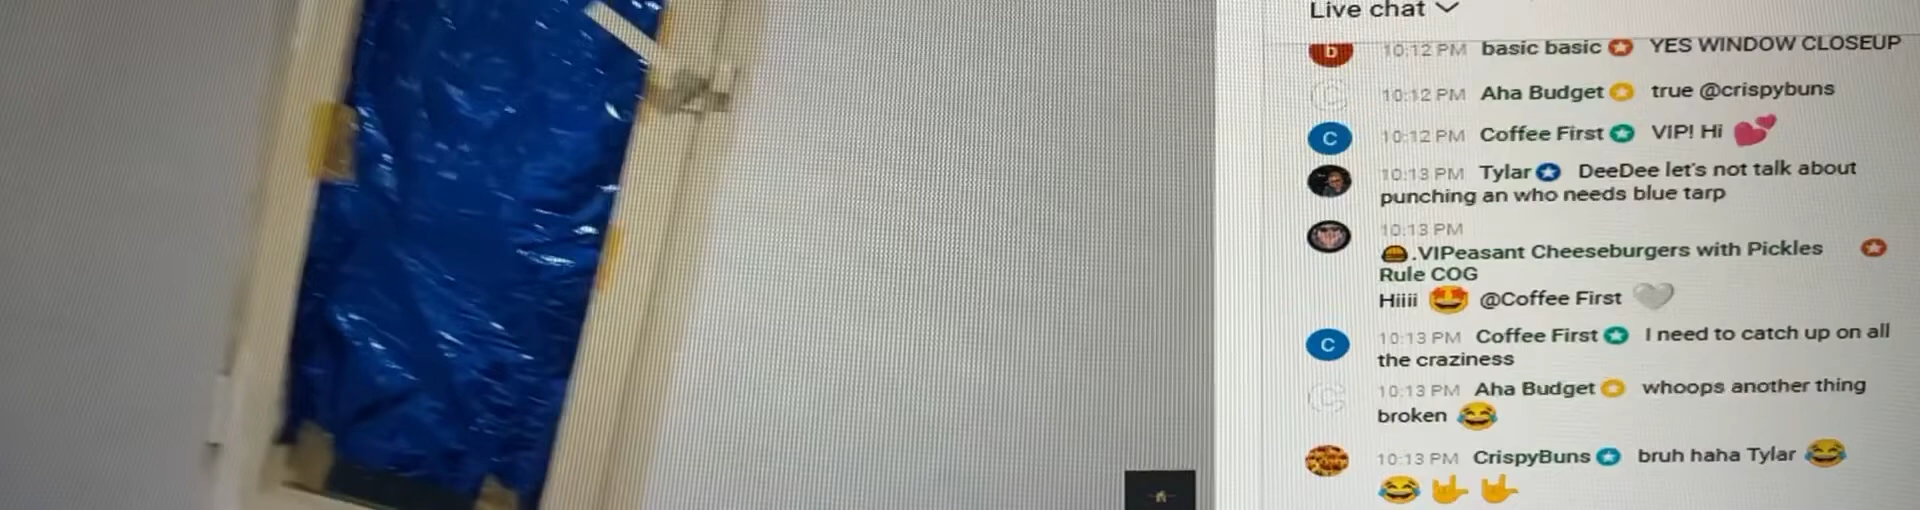 Live chat
b 10:12 PM basic basic YES WINDOW CLOSEUP
C 10:12 PM Aha Budget true @crispybuns
C 10:12 PM Coffee First VIP! Hi 💕
10:13 PM Tylar DeeDee let's not talk about
punching an who needs blue tarp
10:13 PM
🍔.VIPeasant Cheeseburgers with Pickles
Rule COG
Hiiii 🤩 @Coffee First 🤍
C 10:13 PM Coffee First I need to catch up on all
the craziness
C 10:13 PM Aha Budget whoops another thing
broken 😂
10:13 PM CrispyBuns bruh haha Tylar 😂
😂 🤟 🤟